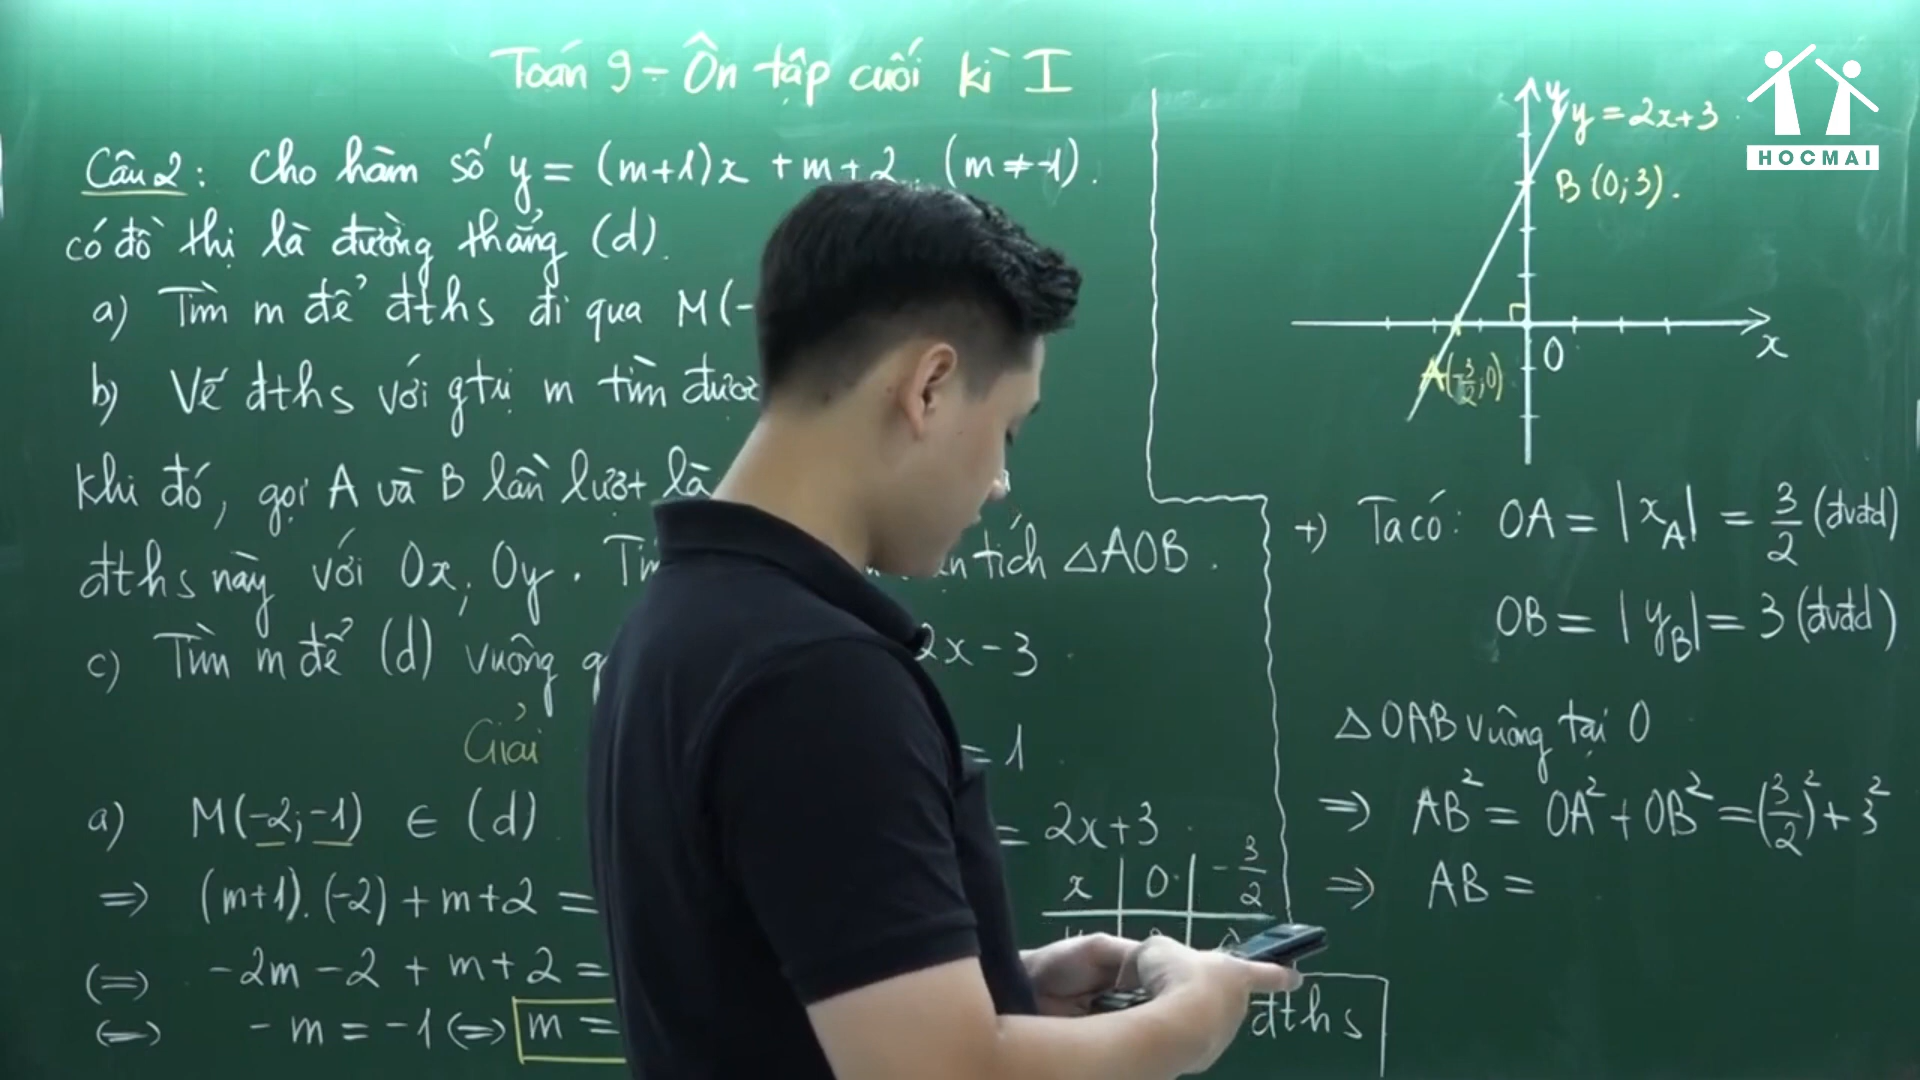 Toán 9 - Ôn tập cuối kì I
Câu 2: Cho hàm số y = (m+1)x + m+2. (m ≠ -1).
có đồ thị là đường thẳng (d).
a) Tìm m để đths đi qua M(-
b) Vẽ đths với gtrị m tìm được
khi đó, gọi A và B lần lượt là
đths này với Ox, Oy. tích △AOB.
c) Tìm m để (d) vuông 2x-3
Giải
= 1
a) M(-2;-1) ∈ (d)
=> (m+1).(-2) + m+2 =
(=) -2m - 2 + m+2 =
(=) -m = -1 (=) m =
= 2x+3
x 0 -3/2
đths
y
y = 2x+3
B (0;3).
x
O
A(-3/2;0)
+) Ta có: OA = |x_A| = 3/2 (đvđd)
OB = |y_B| = 3 (đvđd)
△OAB vuông tại O
=> AB² = OA² + OB² = (3/2)² + 3²
=> AB =
HOCMAI